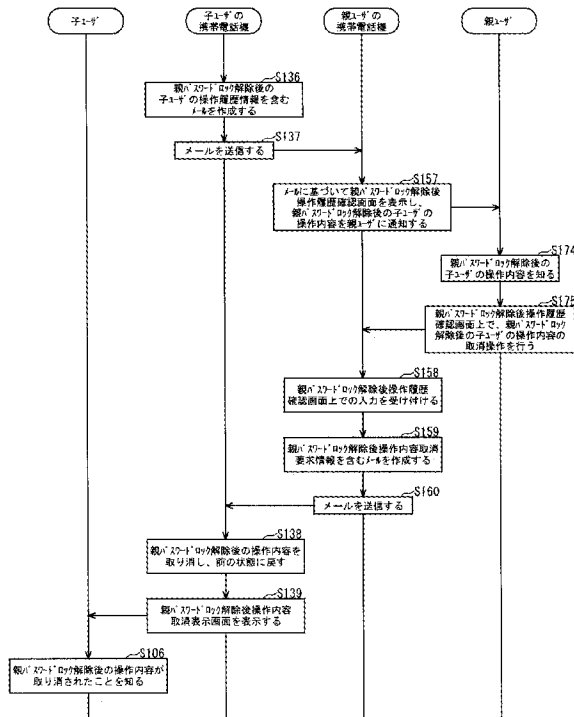 子ユーザ
子ユーザの
携帯電話機
親ユーザの
携帯電話機
親ユーザ
S136
親パスワードロック解除後の
子ユーザの操作履歴情報を含む
メールを作成する
S137
メールを送信する
S157
メールに基づいて親パスワードロック解除後
操作履歴確認画面を表示し、
親パスワードロック解除後の子ユーザの
操作内容を親ユーザに通知する
S174
親パスワードロック解除後の
子ユーザの操作内容を知る
S175
親パスワードロック解除後操作履歴
確認画面上で、親パスワードロック
解除後の子ユーザの操作内容の
取消操作を行う
S158
親パスワードロック解除後操作履歴
確認画面上での入力を受け付ける
S159
親パスワードロック解除後操作内容取消
要求情報を含むメールを作成する
S160
メールを送信する
S138
親パスワードロック解除後の操作内容を
取り消し、前の状態に戻す
S139
親パスワードロック解除後操作内容
取消表示画面を表示する
S106
親パスワードロック解除後の操作内容が
取り消されたことを知る